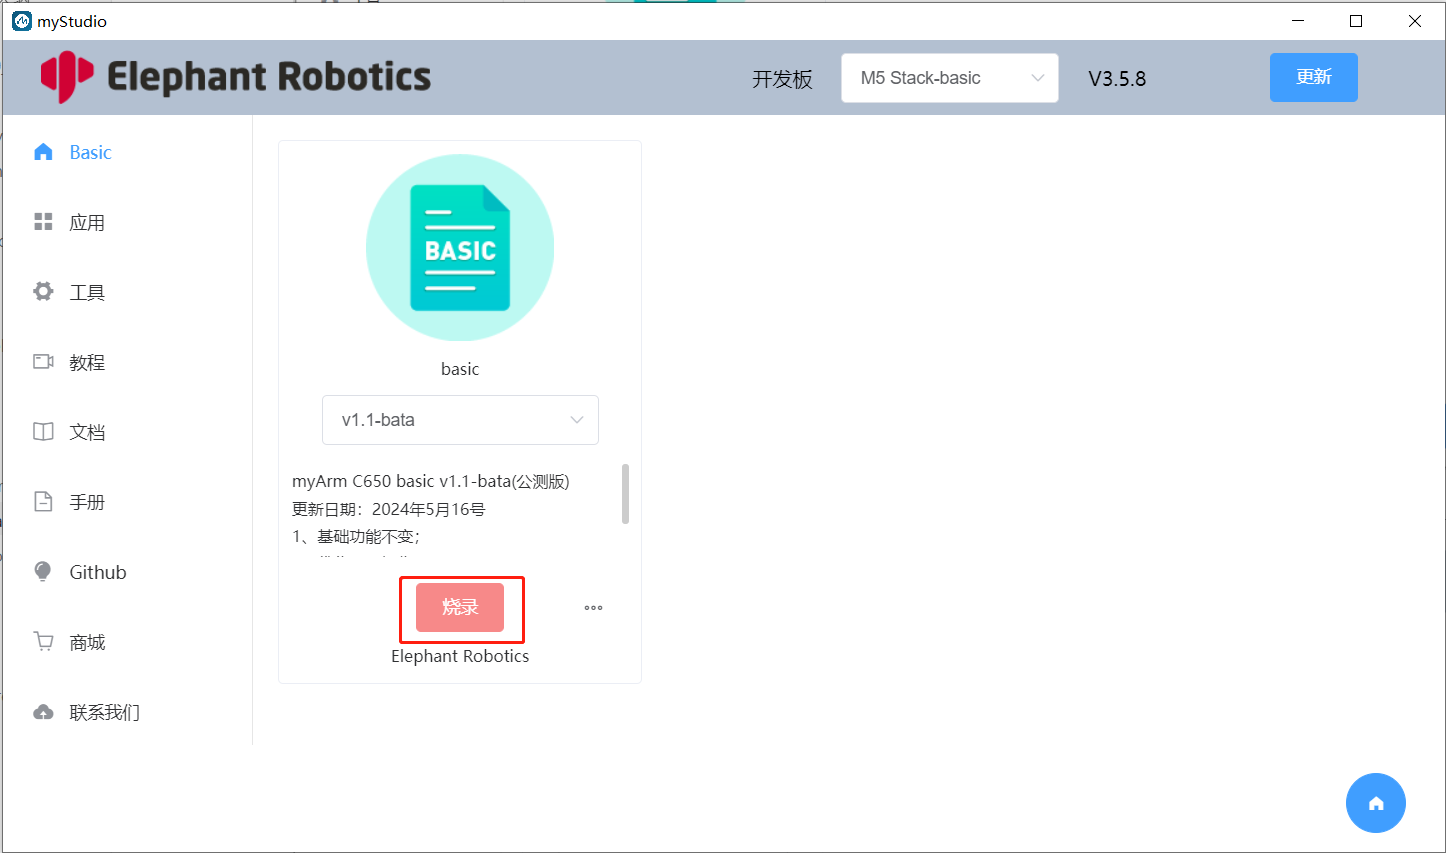 myStudio
Elephant Robotics
开发板
M5 Stack-basic
V3.5.8
更新
Basic
应用
工具
教程
文档
手册
Github
商城
联系我们
BASIC
basic
v1.1-bata
myArm C650 basic v1.1-bata(公测版)
更新日期：2024年5月16号
1、基础功能不变；
烧录
Elephant Robotics